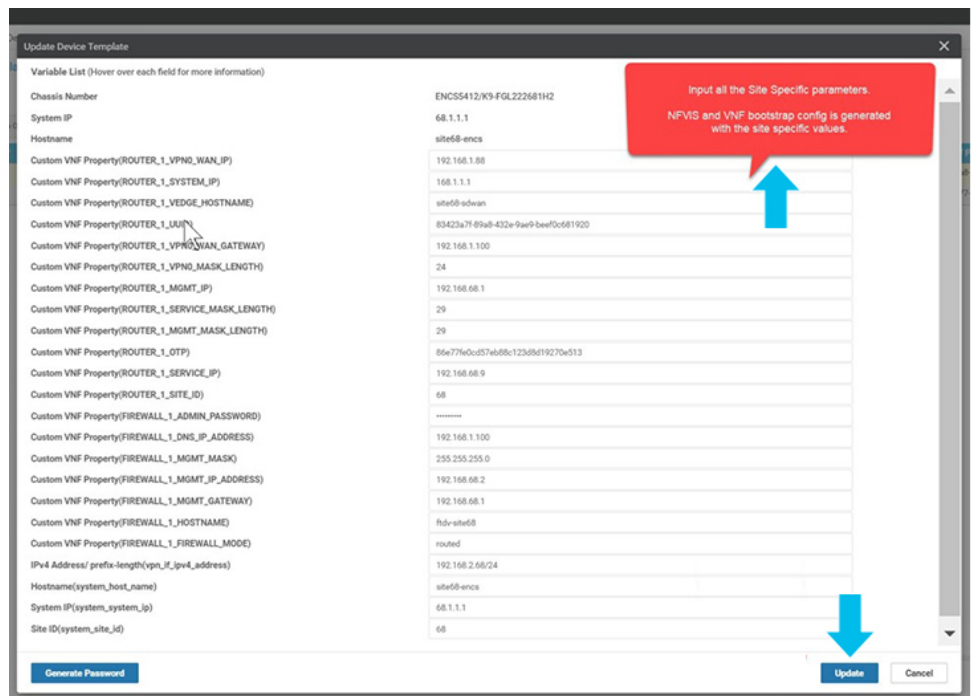 Update Device Template
Variable List (Hover over each field for more information)
Input all the Site Specific parameters.
NFVIS and VNF bootstrap config is generated
with the site specific values.
Chassis Number ENCS5412/K9-FGL222681H2
System IP 68.1.1.1
Hostname site68-encs
Custom VNF Property(ROUTER_1_VPN0_WAN_IP) 192.168.1.88
Custom VNF Property(ROUTER_1_SYSTEM_IP) 168.1.1.1
Custom VNF Property(ROUTER_1_VEDGE_HOSTNAME) site68-sdwan
Custom VNF Property(ROUTER_1_UUID) 83423a7f-89a8-432e-9ae9-beef0c681920
Custom VNF Property(ROUTER_1_VPN0_WAN_GATEWAY) 192.168.1.100
Custom VNF Property(ROUTER_1_VPN0_MASK_LENGTH) 24
Custom VNF Property(ROUTER_1_MGMT_IP) 192.168.68.1
Custom VNF Property(ROUTER_1_SERVICE_MASK_LENGTH) 29
Custom VNF Property(ROUTER_1_MGMT_MASK_LENGTH) 29
Custom VNF Property(ROUTER_1_OTP) 86e77fe0cd57eb88c123d8d19270e513
Custom VNF Property(ROUTER_1_SERVICE_IP) 192.168.68.9
Custom VNF Property(ROUTER_1_SITE_ID) 68
Custom VNF Property(FIREWALL_1_ADMIN_PASSWORD) ·········
Custom VNF Property(FIREWALL_1_DNS_IP_ADDRESS) 192.168.1.100
Custom VNF Property(FIREWALL_1_MGMT_MASK) 255.255.255.0
Custom VNF Property(FIREWALL_1_MGMT_IP_ADDRESS) 192.168.68.2
Custom VNF Property(FIREWALL_1_MGMT_GATEWAY) 192.168.68.1
Custom VNF Property(FIREWALL_1_HOSTNAME) ftdv-site68
Custom VNF Property(FIREWALL_1_FIREWALL_MODE) routed
IPv4 Address/ prefix-length(vpn_if_ipv4_address) 192.168.2.68/24
Hostname(system_host_name) site68-encs
System IP(system_system_ip) 68.1.1.1
Site ID(system_site_id) 68
Generate Password Update Cancel